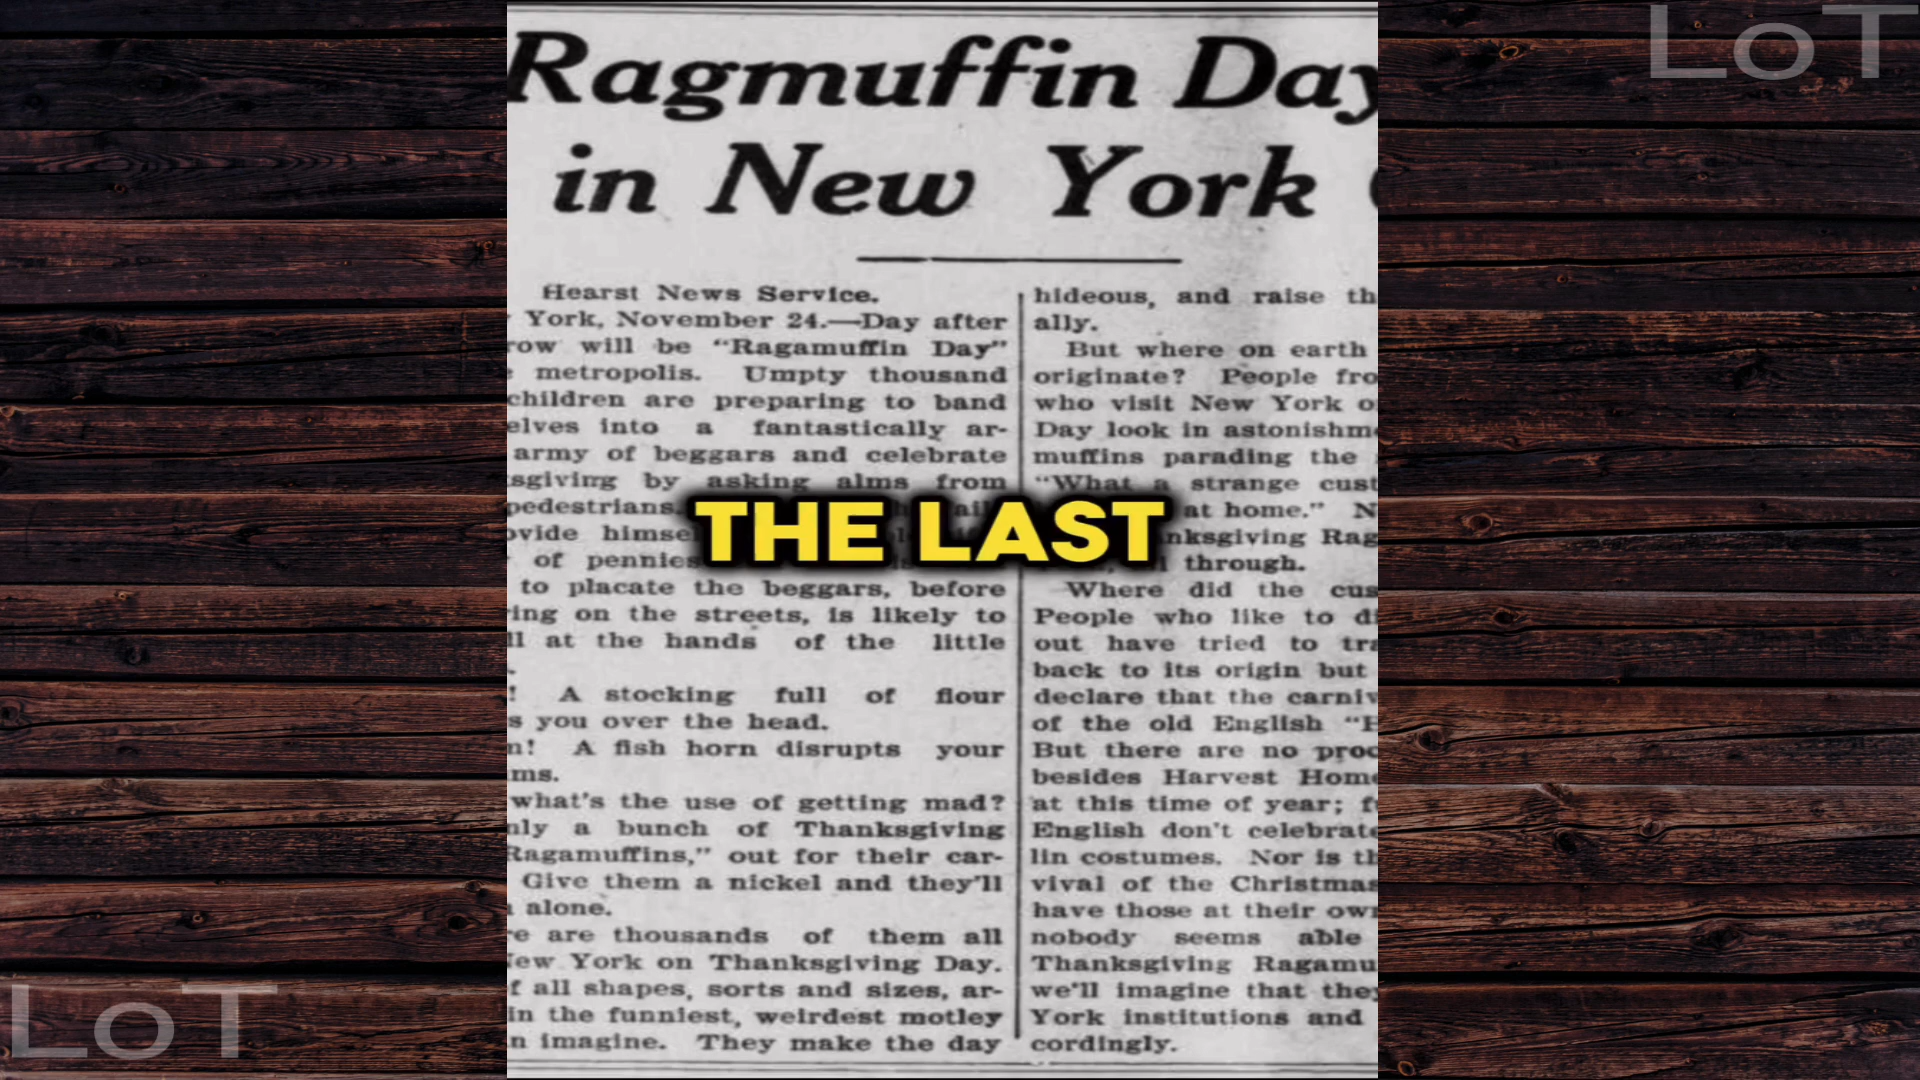 LoT
Ragmuffin Day
in New York
Hearst News Service.
York, November 24.—Day after
row will be "Ragamuffin Day"
metropolis. Umpty thousand
children are preparing to band
elves into a fantastically ar-
army of beggars and celebrate
sgiving by asking alms from
pedestrians.
ovide himse
of pennies
to placate the beggars, before
ing on the streets, is likely to
ll at the hands of the little
! A stocking full of flour
s you over the head.
n! A fish horn disrupts your
ms.
what's the use of getting mad?
nly a bunch of Thanksgiving
Ragamuffins," out for their car-
Give them a nickel and they'll
alone.
re are thousands of them all
New York on Thanksgiving Day.
f all shapes, sorts and sizes, ar-
in the funniest, weirdest motley
n imagine. They make the day
hideous, and raise th
ally.
But where on earth
originate? People fro
who visit New York o
Day look in astonishm
muffins parading the
"What a strange cust
at home." N
nksgiving Rag
through.
Where did the cus
People who like to di
out have tried to tra
back to its origin but
declare that the carniv
of the old English "H
But there are no proc
besides Harvest Home
at this time of year; f
English don't celebrate
lin costumes. Nor is th
vival of the Christmas
have those at their own
nobody seems able
Thanksgiving Ragamu
we'll imagine that they
York institutions and
cordingly.
THE LAST
LoT